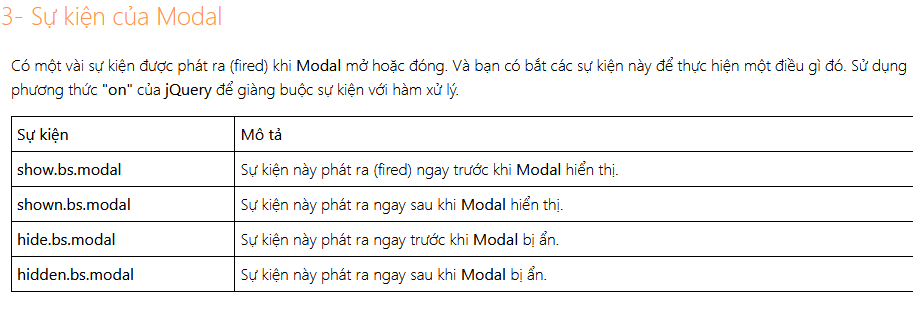 3- Sự kiện của Modal
Có một vài sự kiện được phát ra (fired) khi Modal mở hoặc đóng. Và bạn có bắt các sự kiện này để thực hiện một điều gì đó. Sử dụng
phương thức "on" của jQuery để giàng buộc sự kiện với hàm xử lý.
Sự kiện Mô tả
show.bs.modal Sự kiện này phát ra (fired) ngay trước khi Modal hiển thị.
shown.bs.modal Sự kiện này phát ra ngay sau khi Modal hiển thị.
hide.bs.modal Sự kiện này phát ra ngay trước khi Modal bị ẩn.
hidden.bs.modal Sự kiện này phát ra ngay sau khi Modal bị ẩn.